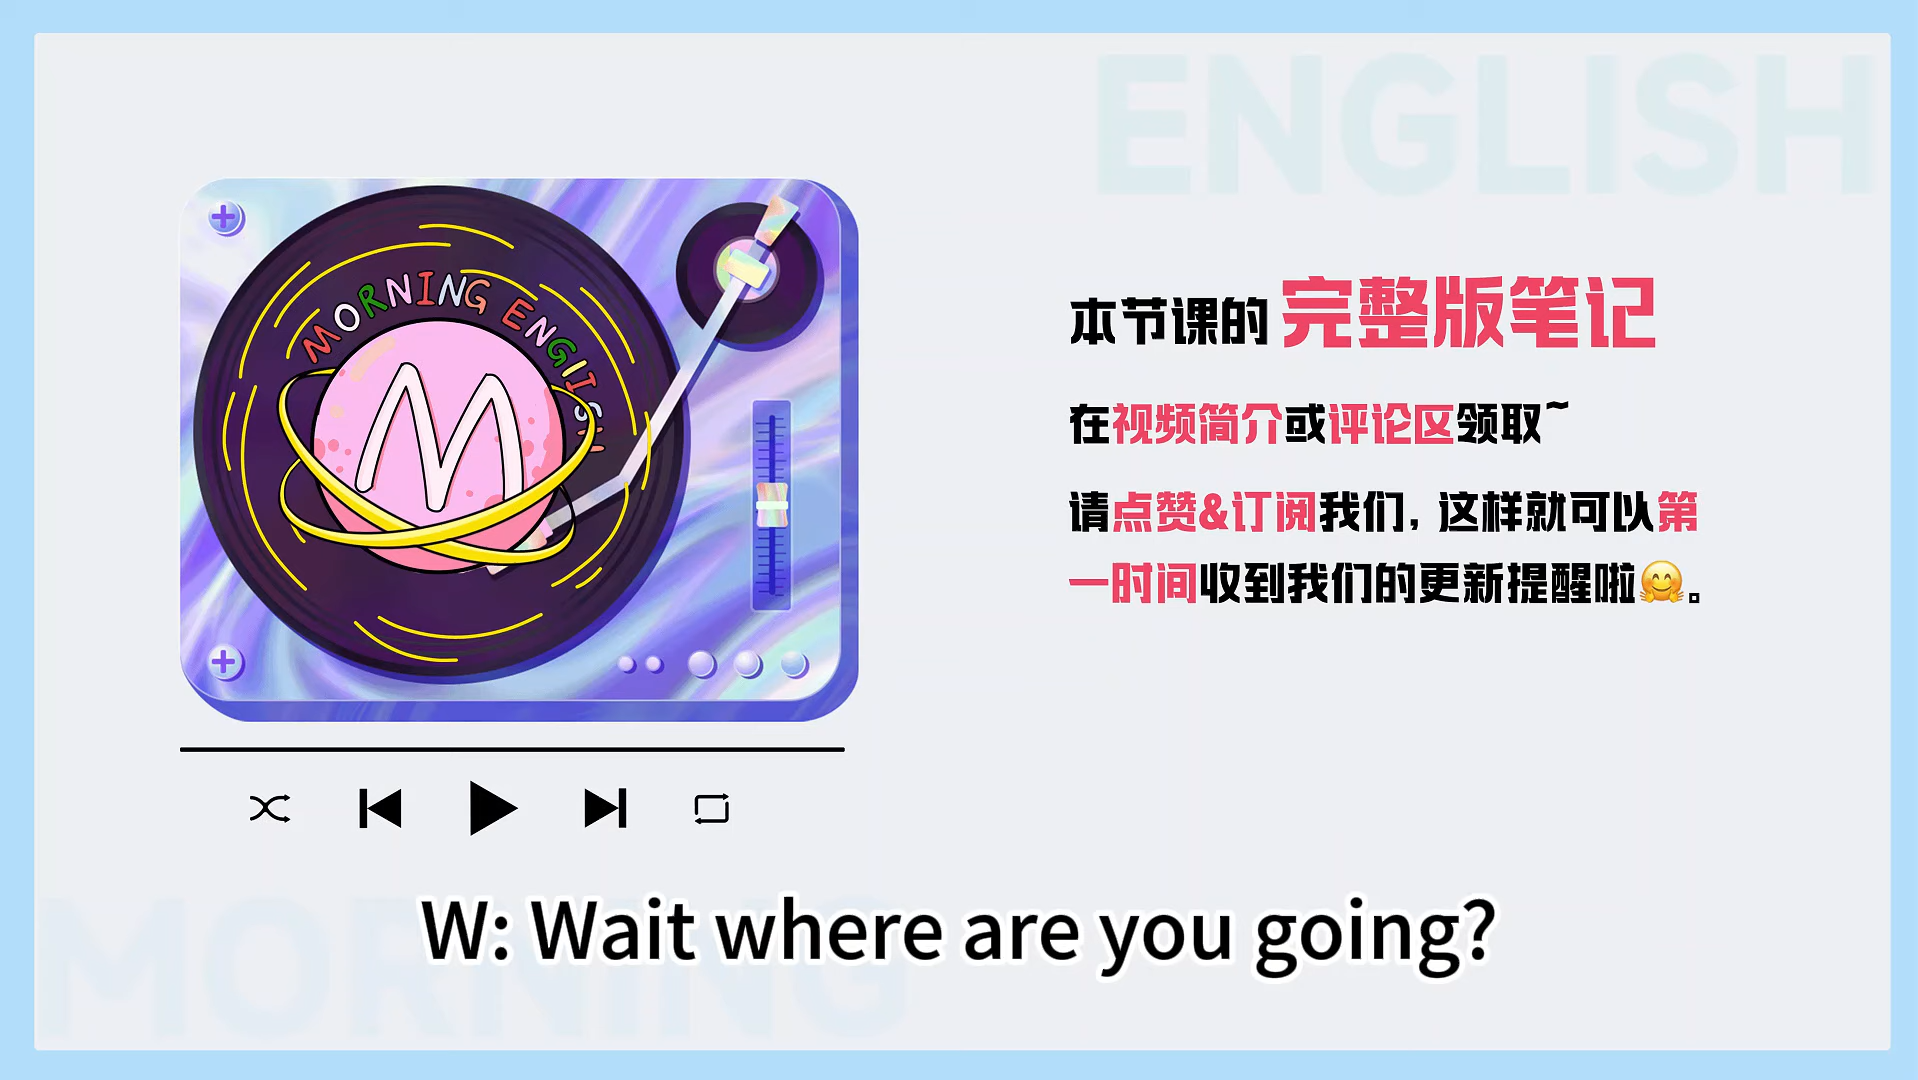 ENGLISH
MORNING ENGLISH
M
本节课的完整版笔记
在视频简介或评论区领取~
请点赞&订阅我们，这样就可以第
一时间收到我们的更新提醒啦🤗。
MORNING
W: Wait where are you going?